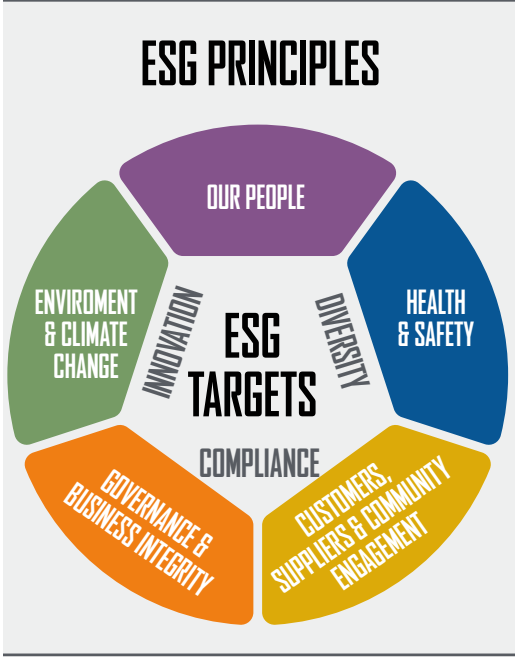 ESG PRINCIPLES
OUR PEOPLE
ENVIROMENT
& CLIMATE
CHANGE
HEALTH
& SAFETY
INNOVATION
DIVERSITY
ESG
TARGETS
COMPLIANCE
GOVERNANCE &
BUSINESS INTEGRITY
CUSTOMERS,
SUPPLIERS & COMMUNITY
ENGAGEMENT